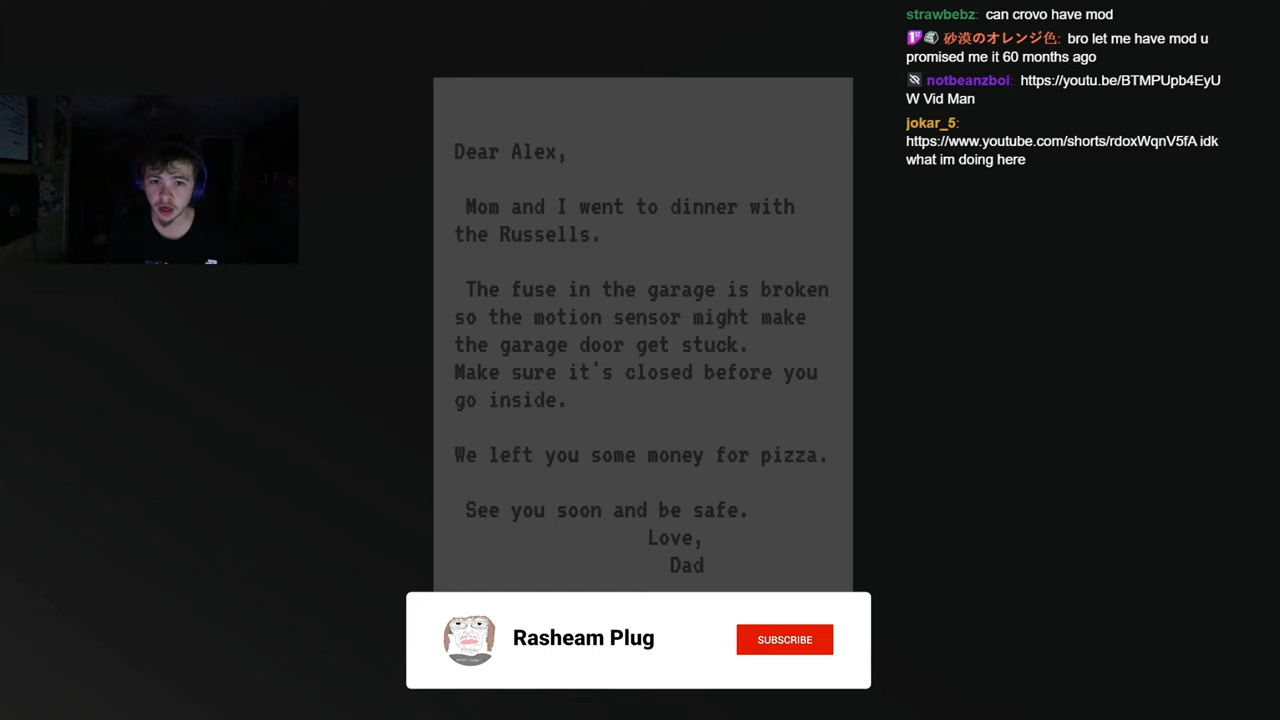 strawbebz: can crovo have mod
砂漠のオレンジ色: bro let me have mod u
promised me it 60 months ago
notbeanzboi: https://youtu.be/BTMPUpb4EyU
W Vid Man
jokar_5:
https://www.youtube.com/shorts/rdoxWqnV5fA idk
what im doing here
Dear Alex,
Mom and I went to dinner with
the Russells.
The fuse in the garage is broken
so the motion sensor might make
the garage door get stuck.
Make sure it's closed before you
go inside.
We left you some money for pizza.
See you soon and be safe.
Love,
Dad
Rasheam Plug
SUBSCRIBE